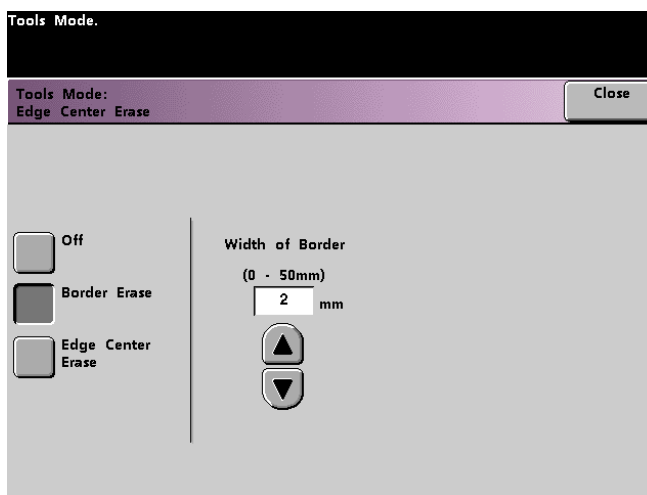 Tools Mode.
Tools Mode:
Edge Center Erase
Close
Off
Border Erase
Edge Center
Erase
Width of Border
(0 - 50mm)
2 mm